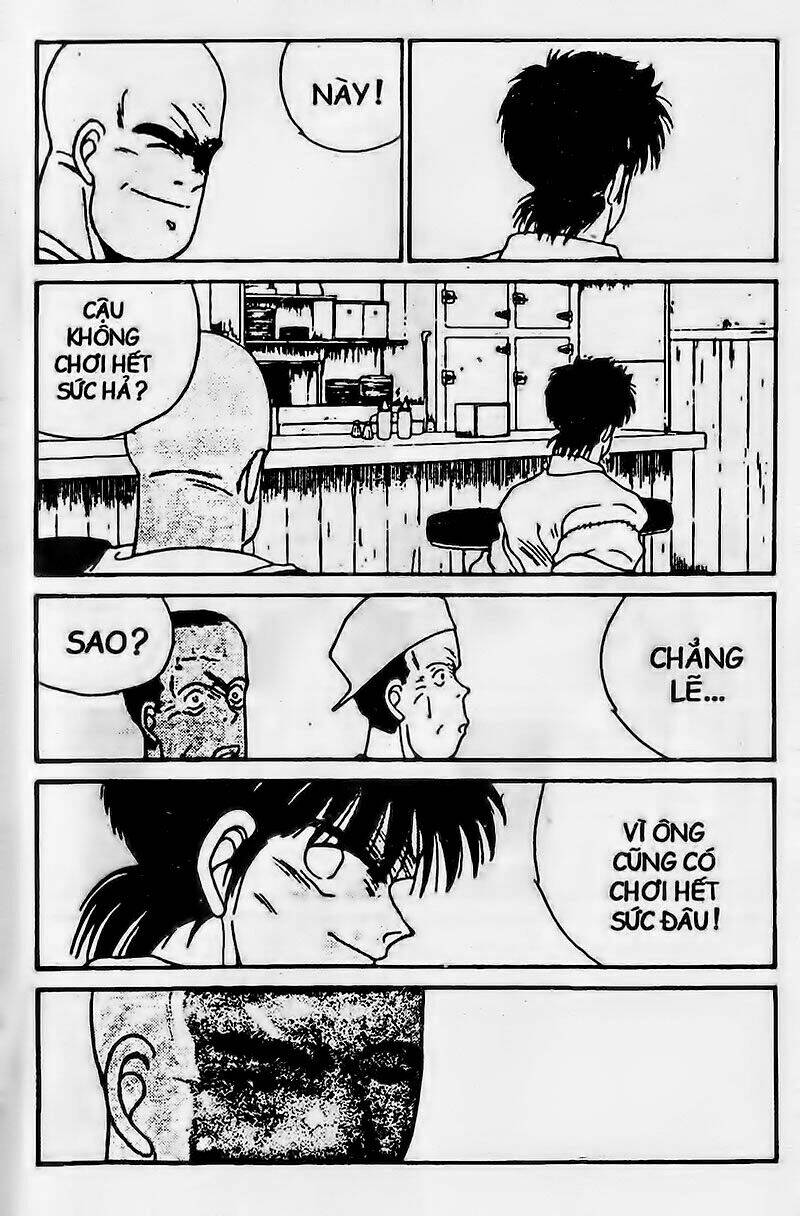 NÀY!
CẬU
KHÔNG
CHƠI HẾT
SỨC HẢ?
SAO?
CHẲNG
LẼ...
VÌ ÔNG
CŨNG CÓ
CHƠI HẾT
SỨC ĐÂU!